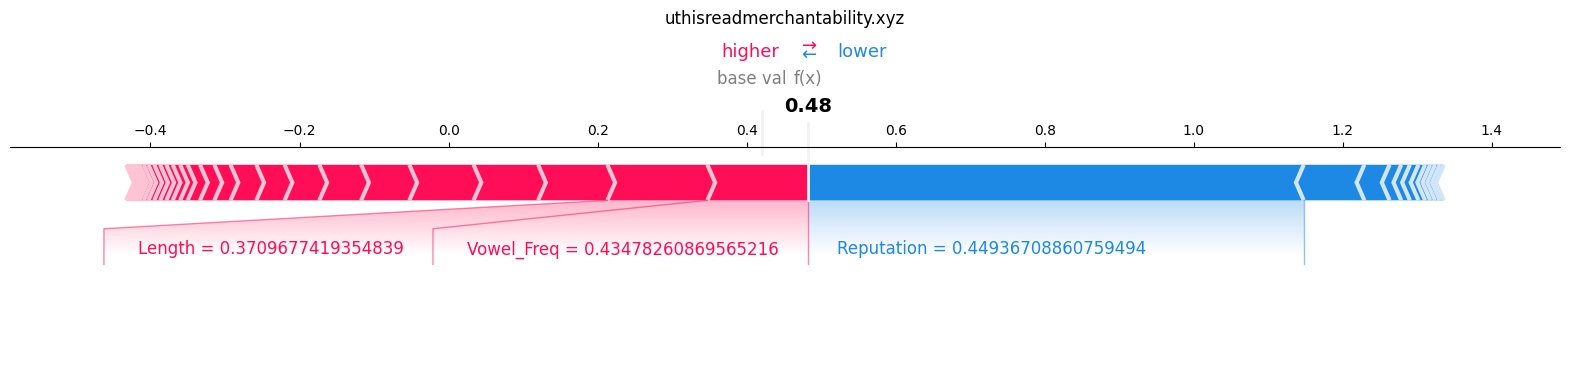 uthisreadmerchantability.xyz
higher ⇄ lower
base val f(x)
0.48
−0.4 −0.2 0.0 0.2 0.4 0.6 0.8 1.0 1.2 1.4
Length = 0.3709677419354839 Vowel_Freq = 0.43478260869565216 Reputation = 0.44936708860759494